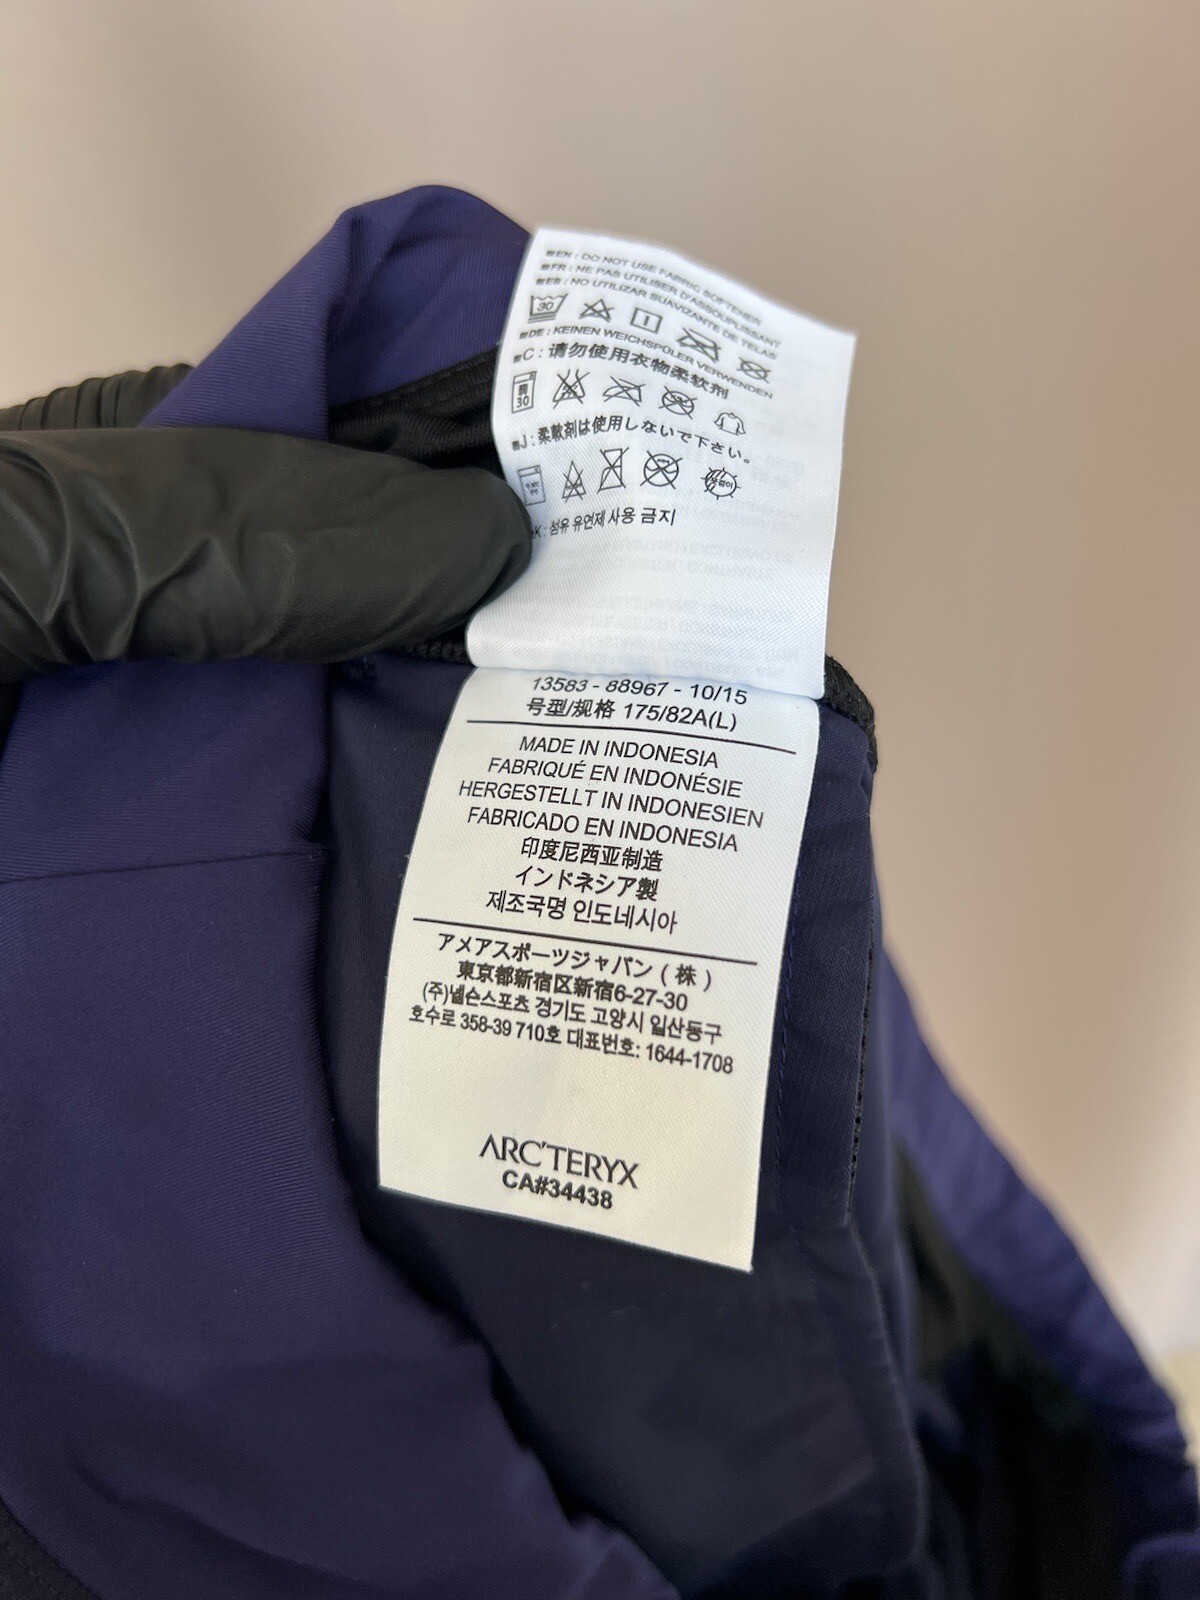 EN : DO NOT USE FABRIC SOFTENER
FR : NE PAS UTILISER D'ASSOUPLISSANT
ES : NO UTILIZAR SUAVIZANTE DE TELAS
30
DE : KEINEN WEICHSPÜLER VERWENDEN
C : 请勿使用衣物柔软剂
30
J : 柔軟剤は使用しないで下さい。
K : 섬유 유연제 사용 금지
13583 - 88967 - 10/15
号型/规格 175/82A(L)
MADE IN INDONESIA
FABRIQUÉ EN INDONÉSIE
HERGESTELLT IN INDONESIEN
FABRICADO EN INDONESIA
印度尼西亚制造
インドネシア製
제조국명 인도네시아
アメアスポーツジャパン ( 株 )
東京都新宿区新宿6-27-30
(주)넬슨스포츠 경기도 고양시 일산동구
호수로 358-39 710호 대표번호: 1644-1708
ARC'TERYX
CA#34438